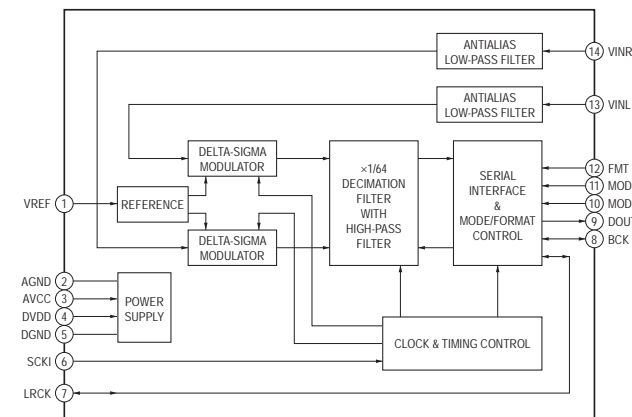 ANTIALIAS
LOW-PASS FILTER
14 VINR
ANTIALIAS
LOW-PASS FILTER
13 VINL
DELTA-SIGMA
MODULATOR
×1/64
DECIMATION
FILTER
WITH
HIGH-PASS
FILTER
SERIAL
INTERFACE
&
MODE/FORMAT
CONTROL
12 FMT
11 MOD
10 MOD
9 DOUT
8 BCK
VREF 1
REFERENCE
DELTA-SIGMA
MODULATOR
AGND 2
AVCC 3
DVDD 4
DGND 5
POWER
SUPPLY
CLOCK & TIMING CONTROL
SCKI 6
LRCK 7